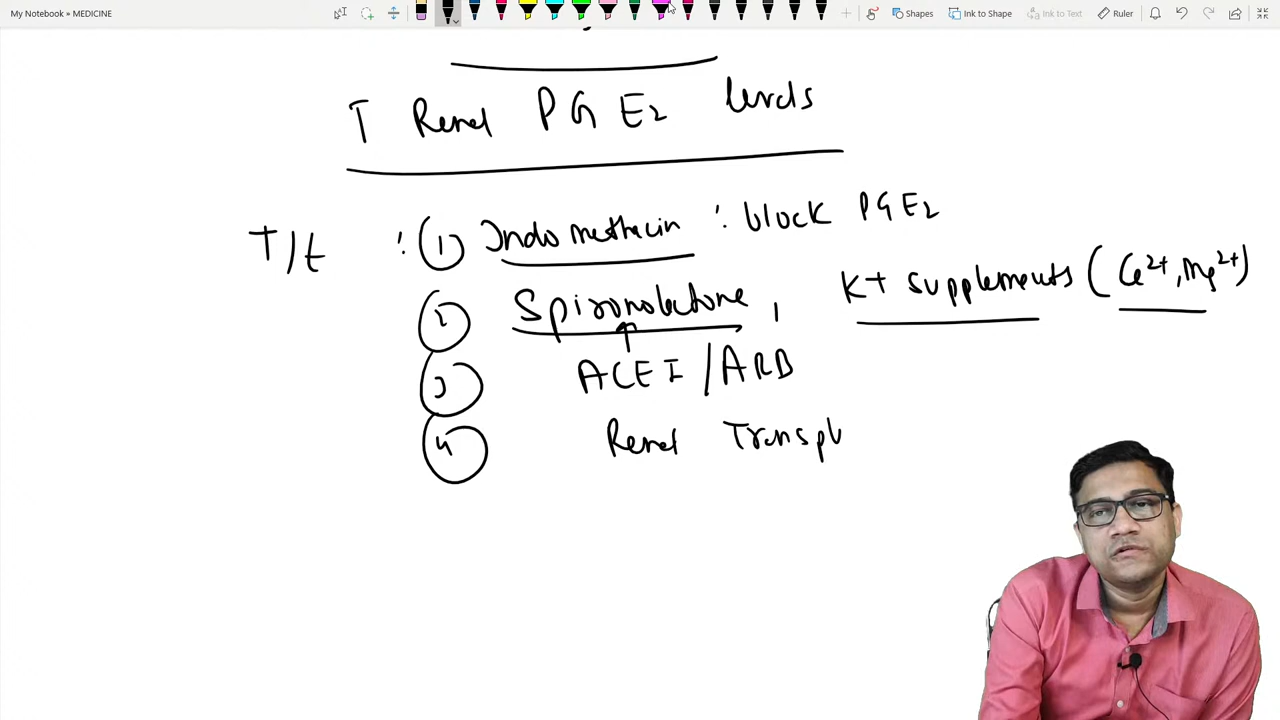 My Notebook » MEDICINE
Shapes Ink to Shape Ink to Text Ruler
↑ Renal PGE2 levels
T/t : ① Indomethacin : block PGE2
② Spironolactone , K+ supplements (Ca2+, Mg2+)
③ ACEI / ARB
④ Renal Transpl